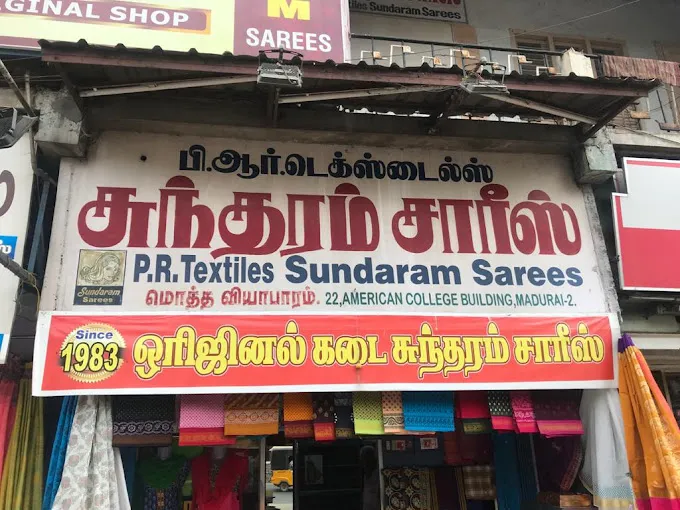 GINAL SHOP
M
SAREES
tiles Sundaram Sarees
பி.ஆர்.டெக்ஸ்டைல்ஸ்
சுந்தரம் சாரீஸ்
P.R.Textiles Sundaram Sarees
Sundaram
Sarees
மொத்த வியாபாரம். 22,AMERICAN COLLEGE BUILDING,MADURAI-2.
Since
1983
ஒரிஜினல் கடை சுந்தரம் சாரீஸ்